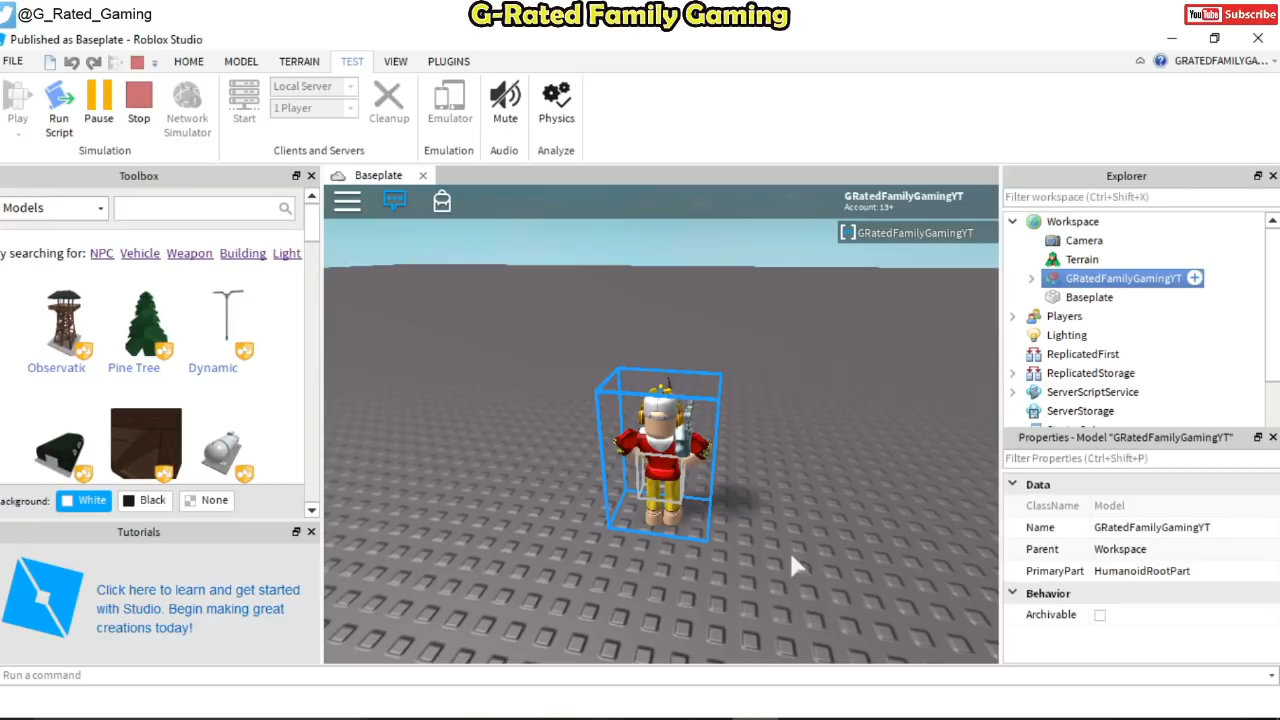 @G_Rated_Gaming
G-Rated Family Gaming
YouTube Subscribe
Published as Baseplate - Roblox Studio
FILE HOME MODEL TERRAIN TEST VIEW PLUGINS
GRATEDFAMILYGA...
Play
Run
Script
Pause
Stop
Network
Simulator
Simulation
Start
Local Server
1 Player
Cleanup
Clients and Servers
Emulator
Emulation
Mute
Audio
Physics
Analyze
Toolbox
Models
y searching for: NPC Vehicle Weapon Building Light
Observatic Pine Tree Dynamic
ackground: White Black None
Tutorials
Click here to learn and get started
with Studio. Begin making great
creations today!
Baseplate
GRatedFamilyGamingYT
Account: 13+
GRatedFamilyGamingYT
Explorer
Filter workspace (Ctrl+Shift+X)
Workspace
Camera
Terrain
GRatedFamilyGamingYT
Baseplate
Players
Lighting
ReplicatedFirst
ReplicatedStorage
ServerScriptService
ServerStorage
Properties - Model "GRatedFamilyGamingYT"
Filter Properties (Ctrl+Shift+P)
Data
ClassName Model
Name GRatedFamilyGamingYT
Parent Workspace
PrimaryPart HumanoidRootPart
Behavior
Archivable
Run a command